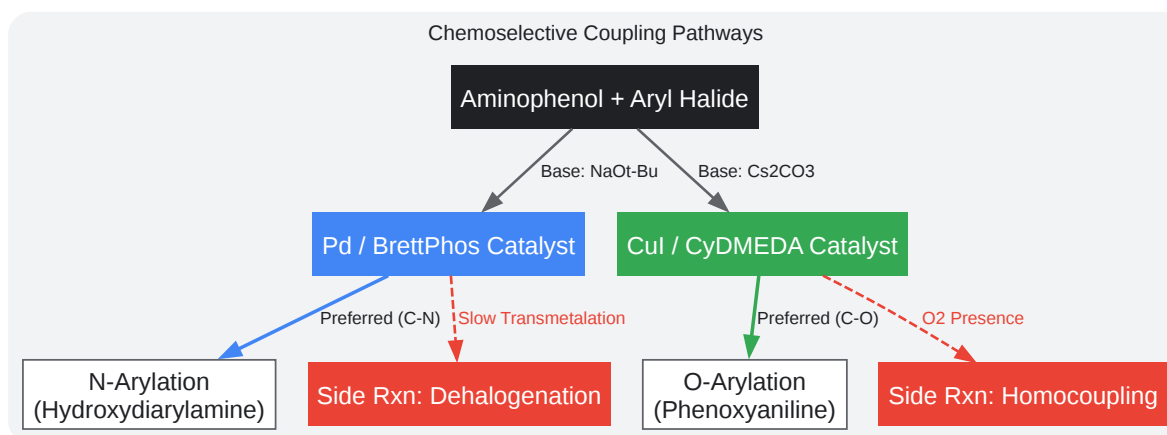 Chemoselective Coupling Pathways
Aminophenol + Aryl Halide
Base: NaOt-Bu
Base: Cs2CO3
Pd / BrettPhos Catalyst
CuI / CyDMEDA Catalyst
Preferred (C-N)
Slow Transmetalation
Preferred (C-O)
O2 Presence
N-Arylation
(Hydroxydiarylamine)
Side Rxn: Dehalogenation
O-Arylation
(Phenoxyaniline)
Side Rxn: Homocoupling